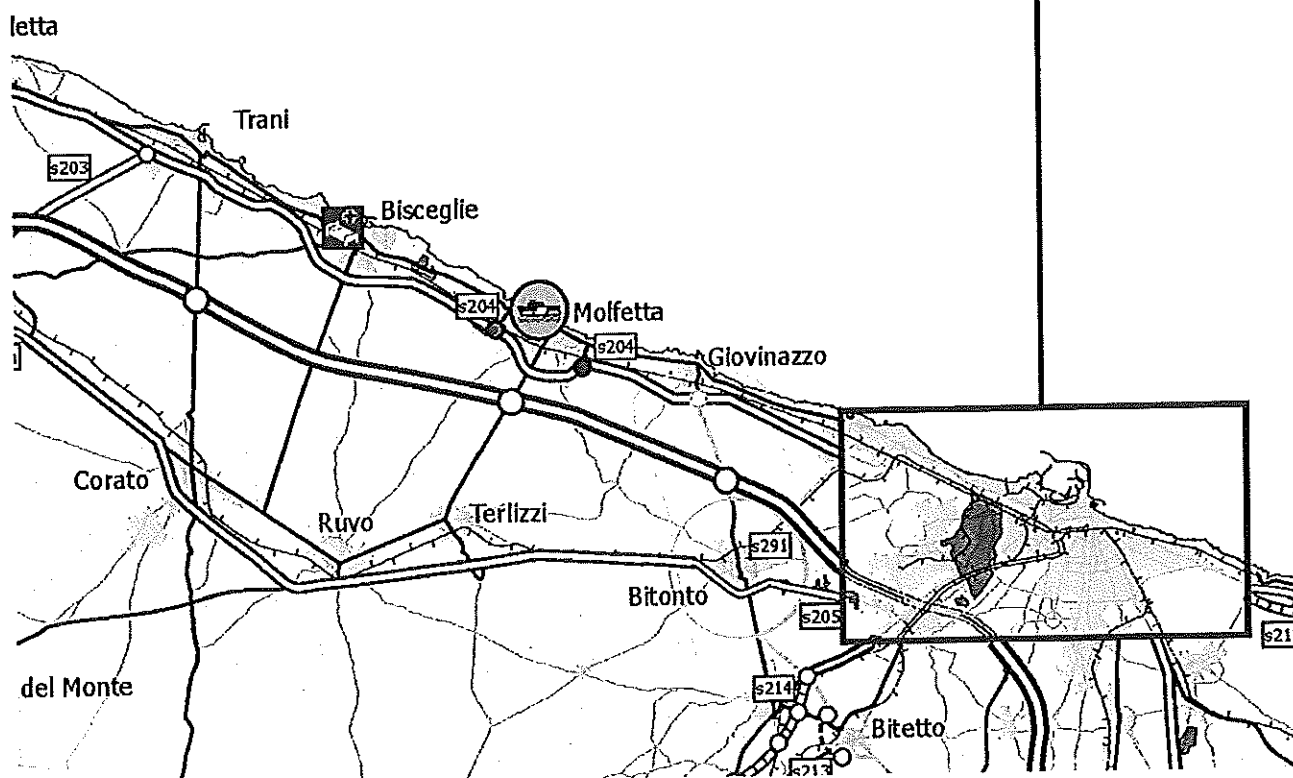 letta
Trani
s203
Bisceglie
s204
Molfetta
s204
Giovinazzo
Corato
Ruvo
Terlizzi
s291
Bitonto
s205
del Monte
s214
Bitetto
s213
s21